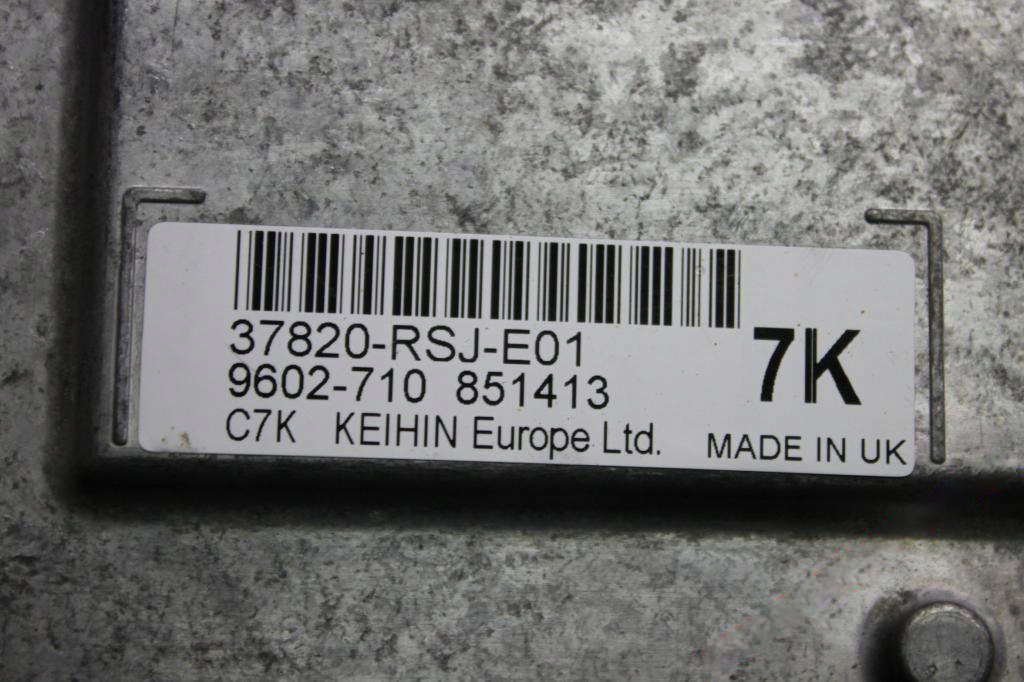 37820-RSJ-E01
9602-710 851413
7K
C7K KEIHIN Europe Ltd.
MADE IN UK